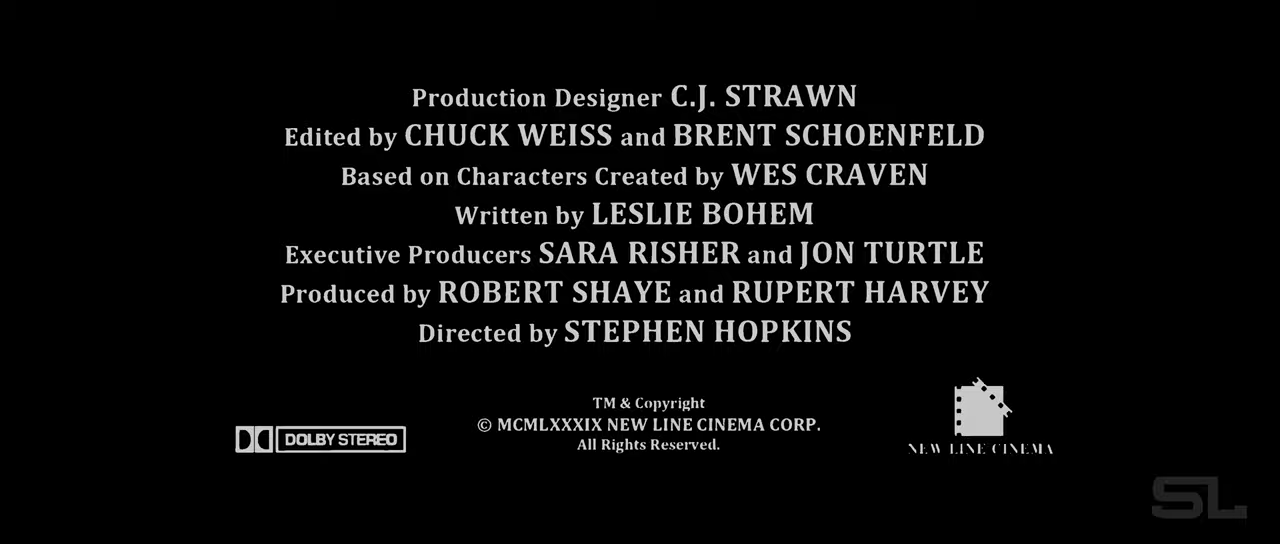 Production Designer C.J. STRAWN
Edited by CHUCK WEISS and BRENT SCHOENFELD
Based on Characters Created by WES CRAVEN
Written by LESLIE BOHEM
Executive Producers SARA RISHER and JON TURTLE
Produced by ROBERT SHAYE and RUPERT HARVEY
Directed by STEPHEN HOPKINS
TM & Copyright
© MCMLXXXIX NEW LINE CINEMA CORP.
All Rights Reserved.
DOLBY STEREO
NEW LINE CINEMA
SL